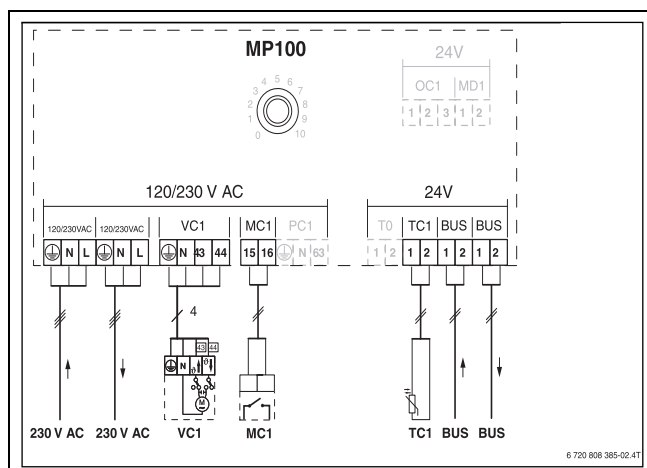 MP100
24V
OC1 MD1
1 2 3 1 2
0 1 2 3 4 5 6 7 8 9 10
120/230 V AC
24V
120/230VAC 120/230VAC VC1 MC1 PC1 T0 TC1 BUS BUS
N L N L N 43 44 15 16 N 63 1 2 1 2 1 2 1 2
4
43 44
N ϑ ϑ
M
230 V AC 230 V AC VC1 MC1 TC1 BUS BUS
6 720 808 385-02.4T